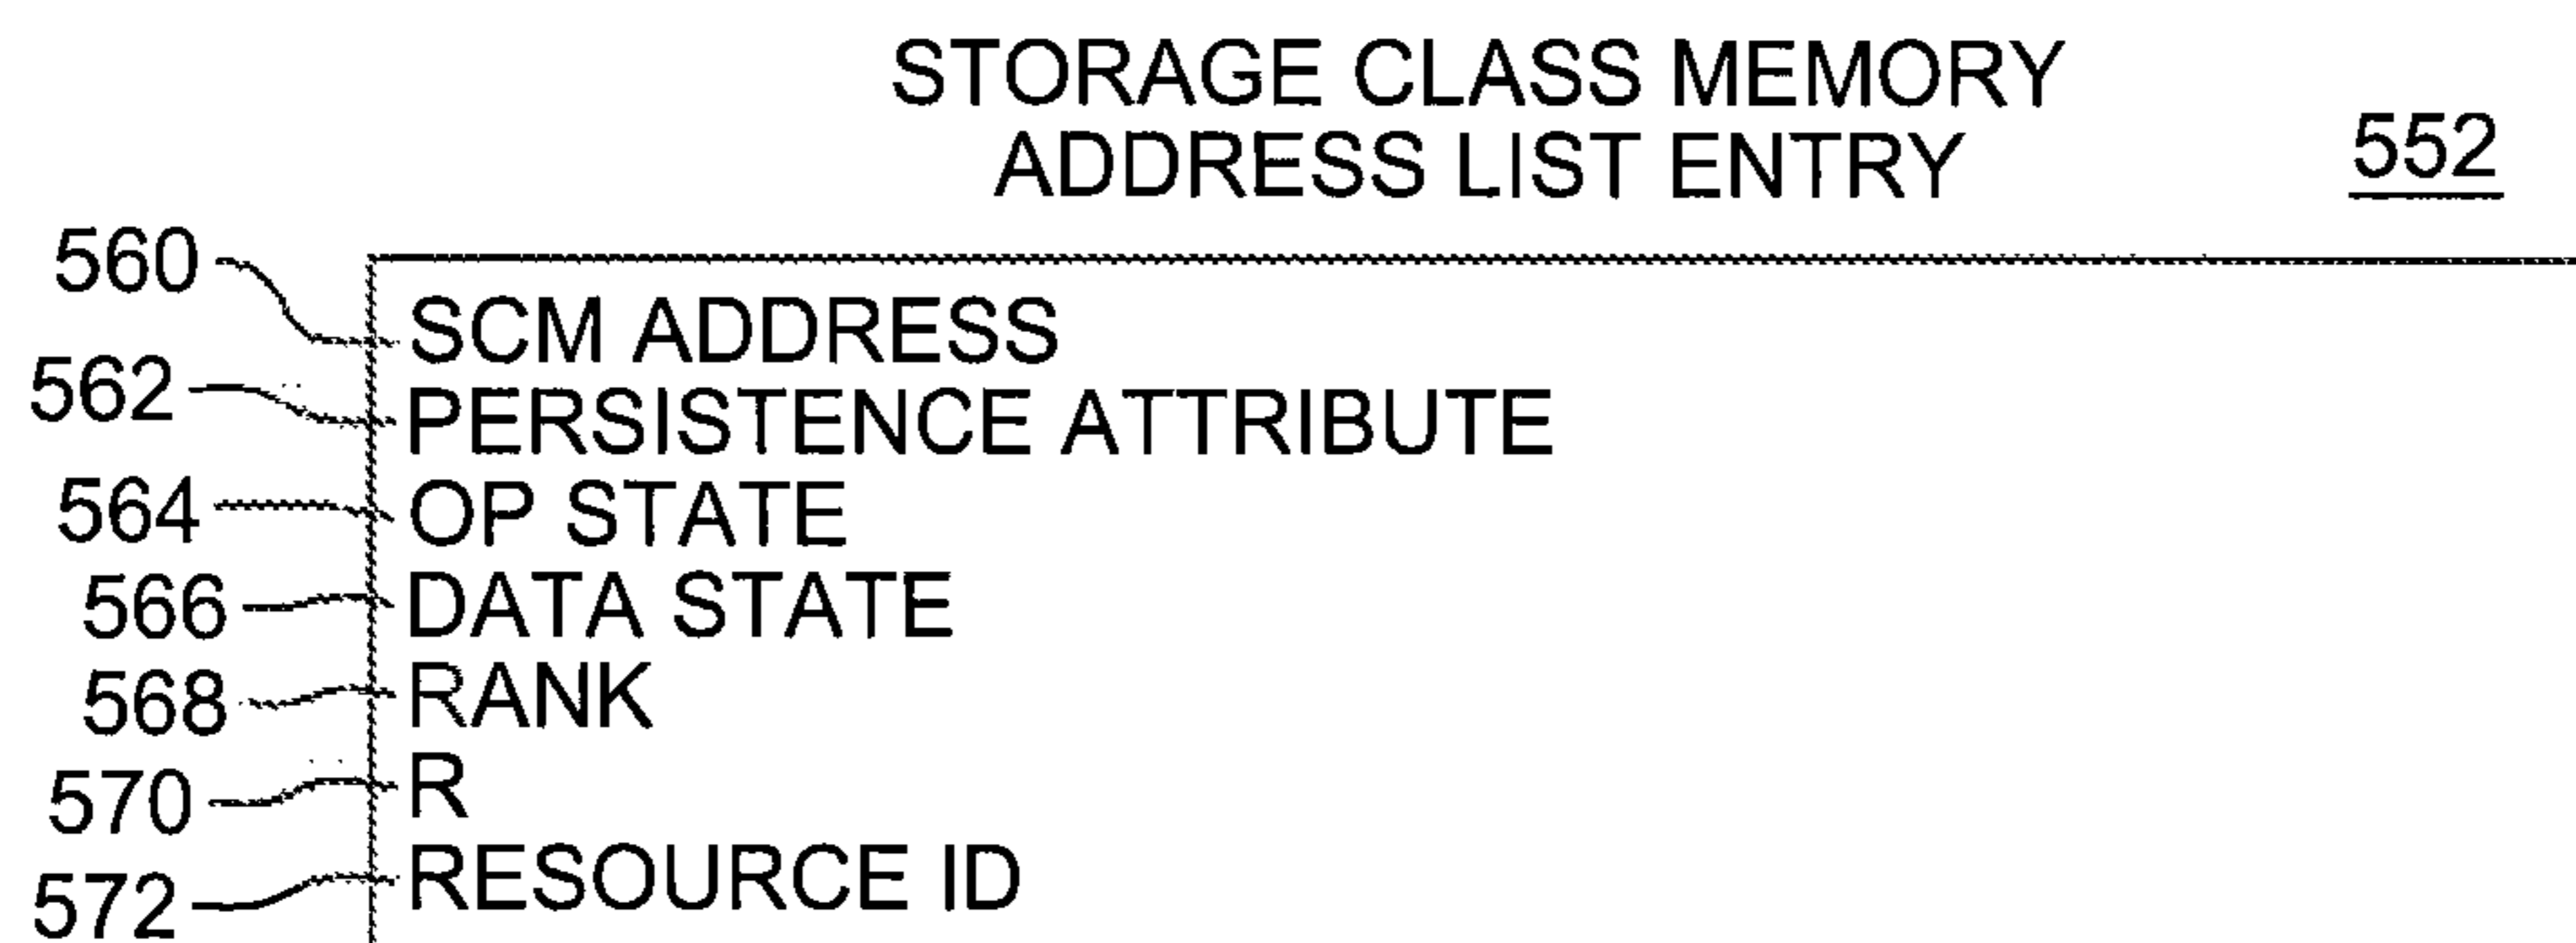 STORAGE CLASS MEMORY
ADDRESS LIST ENTRY 552
560 SCM ADDRESS
562 PERSISTENCE ATTRIBUTE
564 OP STATE
566 DATA STATE
568 RANK
570 R
572 RESOURCE ID